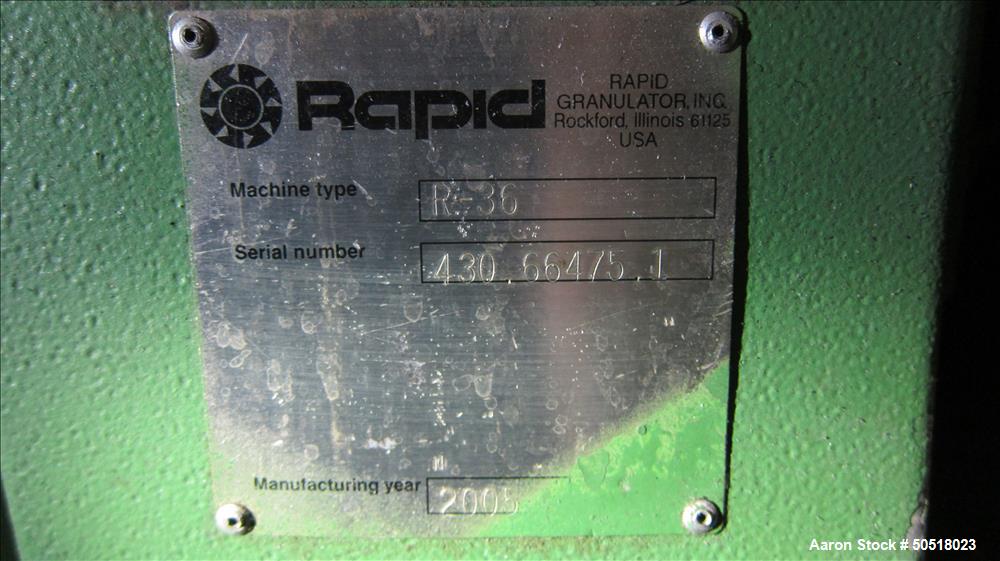 Rapid
RAPID
GRANULATOR, INC.
Rockford, Illinois 61125
USA
Machine type R-36
Serial number 430.66475.1
Manufacturing year 2005
Aaron Stock # 50518023